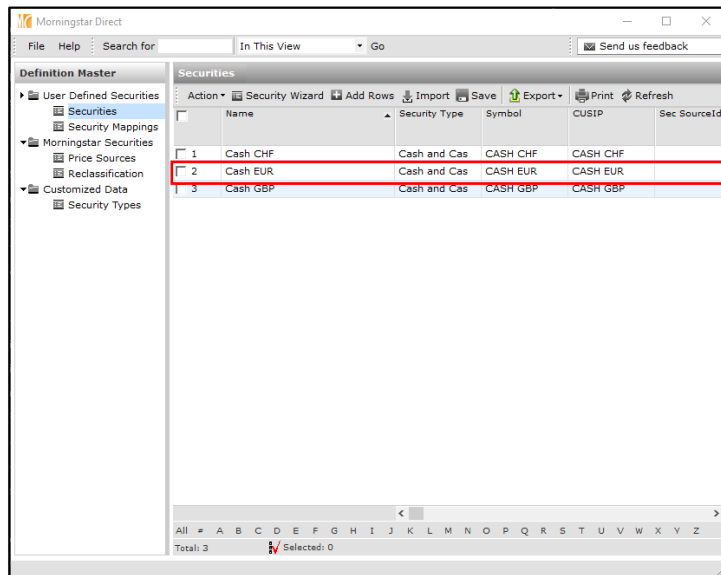 Morningstar Direct
File Help Search for In This View Go Send us feedback
Definition Master
User Defined Securities
Securities
Security Mappings
Morningstar Securities
Price Sources
Reclassification
Customized Data
Security Types
Securities
Action Security Wizard Add Rows Import Save Export Print Refresh
Name Security Type Symbol CUSIP Sec SourceId
1 Cash CHF Cash and Cas CASH CHF CASH CHF
2 Cash EUR Cash and Cas CASH EUR CASH EUR
3 Cash GBP Cash and Cas CASH GBP CASH GBP
All # A B C D E F G H I J K L M N O P Q R S T U V W X Y Z
Total: 3 Selected: 0